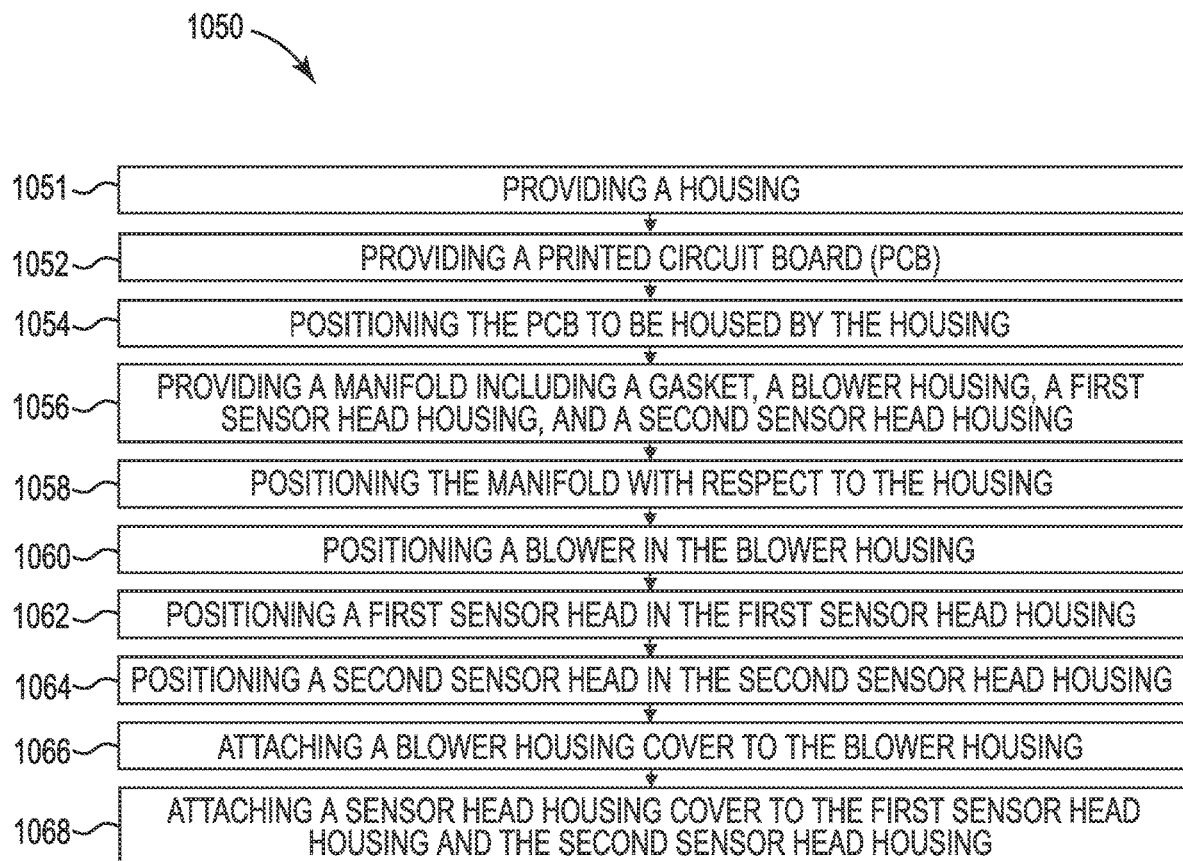 1050
1051 PROVIDING A HOUSING
1052 PROVIDING A PRINTED CIRCUIT BOARD (PCB)
1054 POSITIONING THE PCB TO BE HOUSED BY THE HOUSING
1056 PROVIDING A MANIFOLD INCLUDING A GASKET, A BLOWER HOUSING, A FIRST
SENSOR HEAD HOUSING, AND A SECOND SENSOR HEAD HOUSING
1058 POSITIONING THE MANIFOLD WITH RESPECT TO THE HOUSING
1060 POSITIONING A BLOWER IN THE BLOWER HOUSING
1062 POSITIONING A FIRST SENSOR HEAD IN THE FIRST SENSOR HEAD HOUSING
1064 POSITIONING A SECOND SENSOR HEAD IN THE SECOND SENSOR HEAD HOUSING
1066 ATTACHING A BLOWER HOUSING COVER TO THE BLOWER HOUSING
1068 ATTACHING A SENSOR HEAD HOUSING COVER TO THE FIRST SENSOR HEAD
HOUSING AND THE SECOND SENSOR HEAD HOUSING